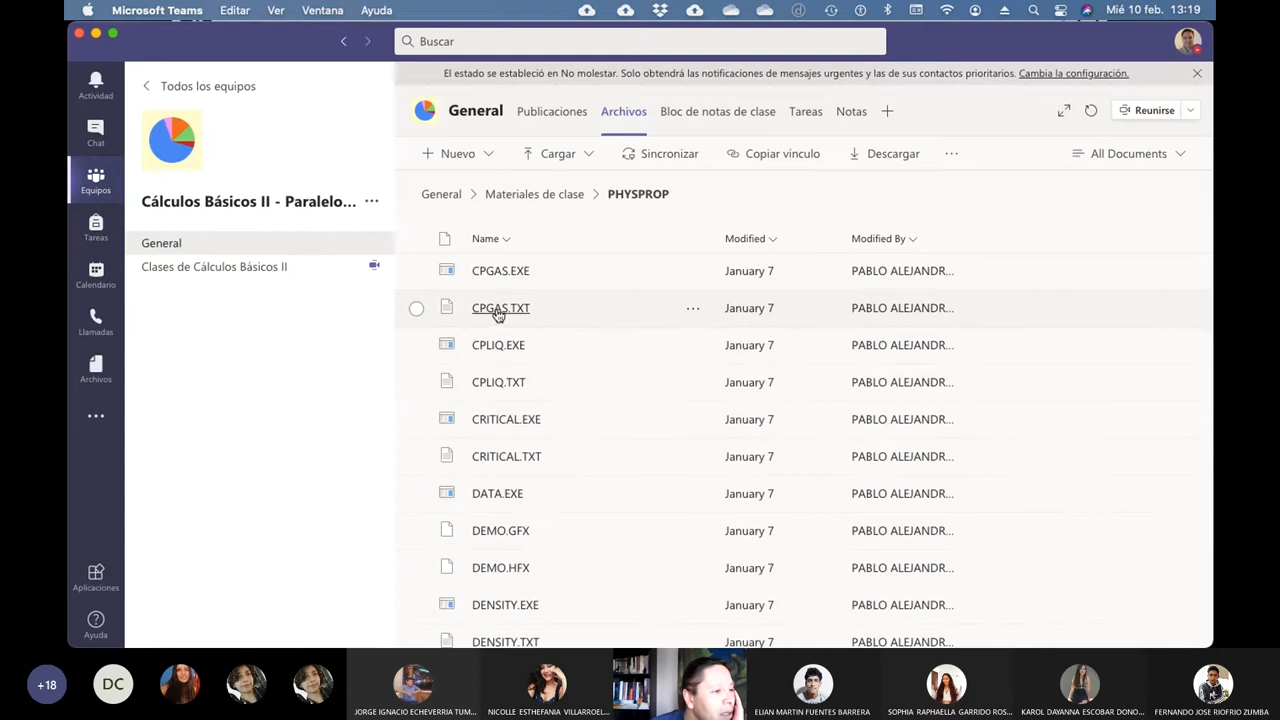 Microsoft Teams Editar Ver Ventana Ayuda Mié 10 feb. 13:19
Buscar
El estado se estableció en No molestar. Solo obtendrá las notificaciones de mensajes urgentes y las de sus contactos prioritarios. Cambia la configuración.
Actividad
Chat
Equipos
Tareas
Calendario
Llamadas
Archivos
Aplicaciones
Ayuda
Todos los equipos
Cálculos Básicos II - Paralelo...
General
Clases de Cálculos Básicos II
General Publicaciones Archivos Bloc de notas de clase Tareas Notas Reunirse
Nuevo Cargar Sincronizar Copiar vínculo Descargar All Documents
General > Materiales de clase > PHYSPROP
Name Modified Modified By
CPGAS.EXE January 7 PABLO ALEJANDR...
CPGAS.TXT January 7 PABLO ALEJANDR...
CPLIQ.EXE January 7 PABLO ALEJANDR...
CPLIQ.TXT January 7 PABLO ALEJANDR...
CRITICAL.EXE January 7 PABLO ALEJANDR...
CRITICAL.TXT January 7 PABLO ALEJANDR...
DATA.EXE January 7 PABLO ALEJANDR...
DEMO.GFX January 7 PABLO ALEJANDR...
DEMO.HFX January 7 PABLO ALEJANDR...
DENSITY.EXE January 7 PABLO ALEJANDR...
DENSITY.TXT January 7 PABLO ALEJANDR...
+18 DC
JORGE IGNACIO ECHEVERRIA TUM... NICOLLE ESTHEFANIA VILLARROEL... ELIAN MARTIN FUENTES BARRERA SOPHIA RAPHAELLA GARRIDO ROS... KAROL DAYANNA ESCOBAR DONO... FERNANDO JOSE RIOFRIO ZUMBA